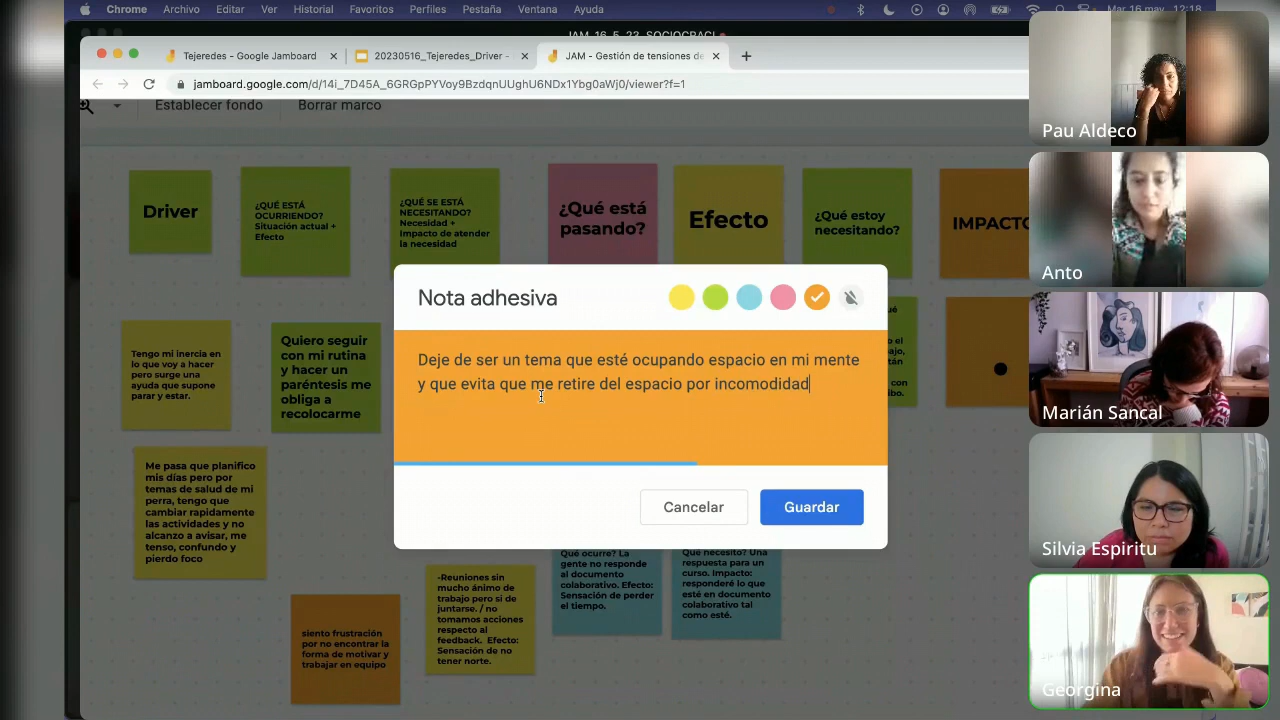 Chrome Archivo Editar Ver Historial Favoritos Perfiles Pestaña Ventana Ayuda
Mar 16 may 12:18
JAM_16_5_23_SOCIOCRACI
Tejeredes - Google Jamboard
20230516_Tejeredes_Driver -
JAM - Gestión de tensiones de
jamboard.google.com/d/14i_7D45A_6GRGpPYVoy9BzdqnUUghU6NDx1Ybg0aWj0/viewer?f=1
Establecer fondo Borrar marco
Driver
¿QUÉ ESTÁ
OCURRIENDO?
Situación actual +
Efecto
¿QUÉ SE ESTÁ
NECESITANDO?
Necesidad +
Impacto de atender
la necesidad
¿Qué está
pasando?
Efecto
¿Qué estoy
necesitando?
IMPACTO
Nota adhesiva
Deje de ser un tema que esté ocupando espacio en mi mente
y que evita que me retire del espacio por incomodidad
Cancelar
Guardar
Tengo mi inercia en
lo que voy a hacer
pero surge una
ayuda que supone
parar y estar.
Quiero seguir
con mi rutina
y hacer un
paréntesis me
obliga a
recolocarme
Me pasa que planifico
mis días pero por
temas de salud de mi
perra, tengo que
cambiar rapidamente
las actividades y no
alcanzo a avisar, me
tenso, confundo y
pierdo foco
siento frustración
por no encontrar la
forma de motivar y
trabajar en equipo
-Reuniones sin
mucho ánimo de
trabajo pero si de
juntarse. / no
tomamos acciones
respecto al
feedback. Efecto:
Sensación de no
tener norte.
Qué ocurre? La
gente no responde
al documento
colaborativo. Efecto:
Sensación de perder
el tiempo.
Que necesito? Una
respuesta para un
curso. Impacto:
responderé lo que
esté en documento
colaborativo tal
como esté.
Pau Aldeco
Anto
Marián Sancal
Silvia Espiritu
Georgina